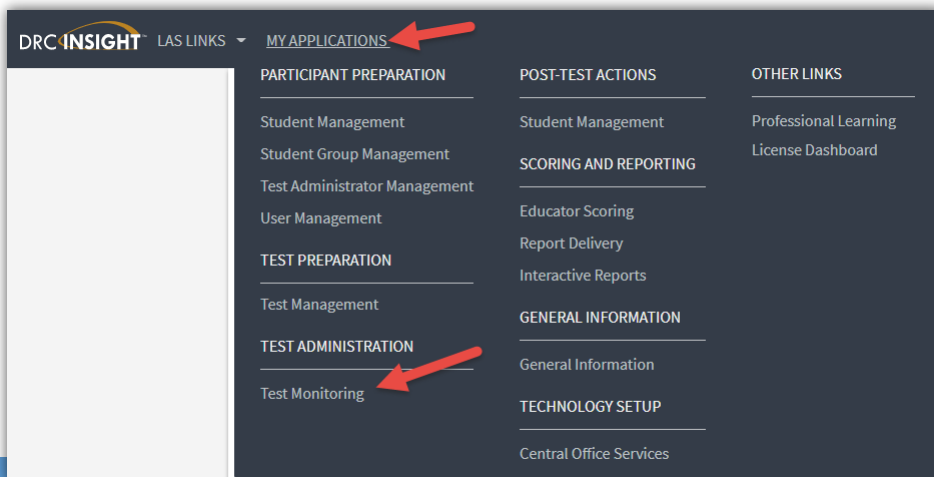 DRC INSIGHT™ LAS LINKS MY APPLICATIONS
PARTICIPANT PREPARATION
Student Management
Student Group Management
Test Administrator Management
User Management
TEST PREPARATION
Test Management
TEST ADMINISTRATION
Test Monitoring
POST-TEST ACTIONS
Student Management
SCORING AND REPORTING
Educator Scoring
Report Delivery
Interactive Reports
GENERAL INFORMATION
General Information
TECHNOLOGY SETUP
Central Office Services
OTHER LINKS
Professional Learning
License Dashboard